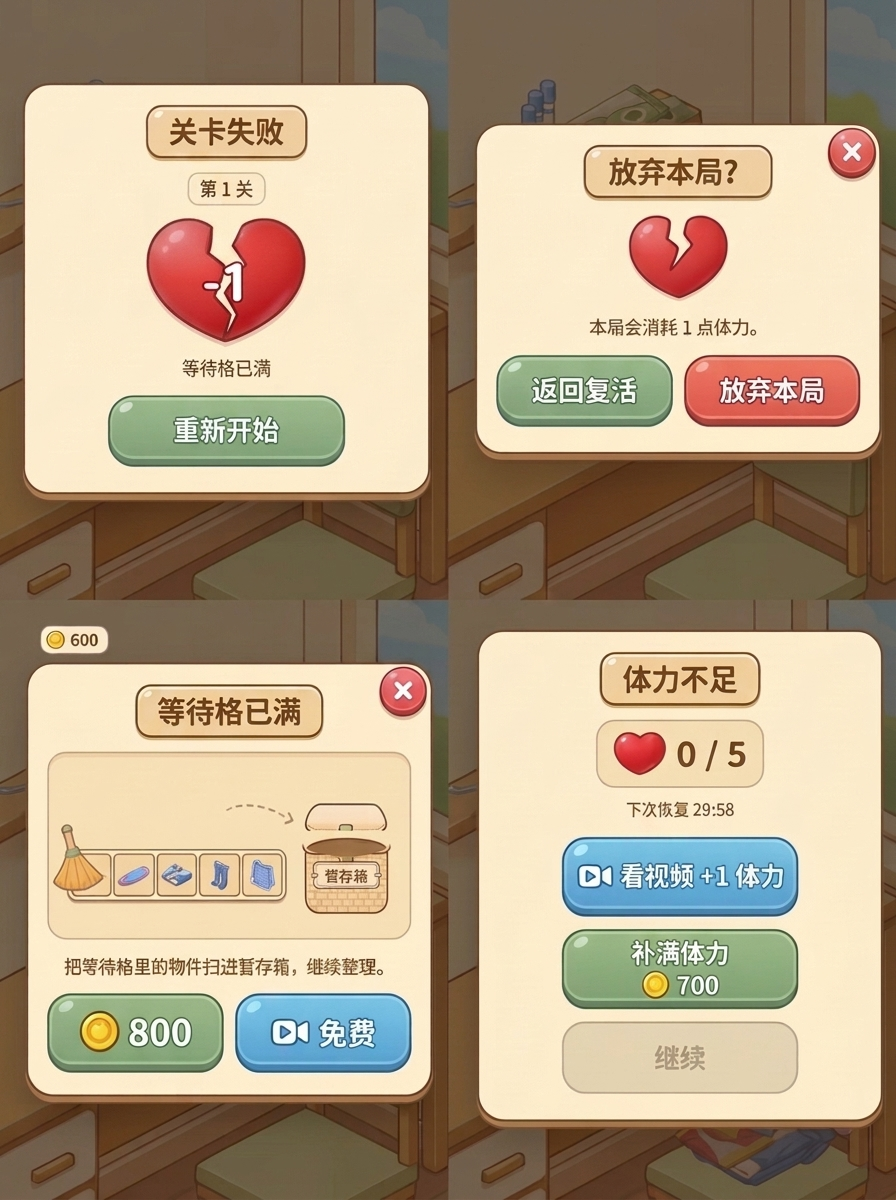 关卡失败
第 1 关
-1
等待格已满
重新开始
放弃本局?
本局会消耗 1 点体力。
返回复活
放弃本局
600
等待格已满
暂存箱
把等待格里的物件扫进暂存箱，继续整理。
800
免费
体力不足
0 / 5
下次恢复 29:58
看视频 +1 体力
补满体力
700
继续